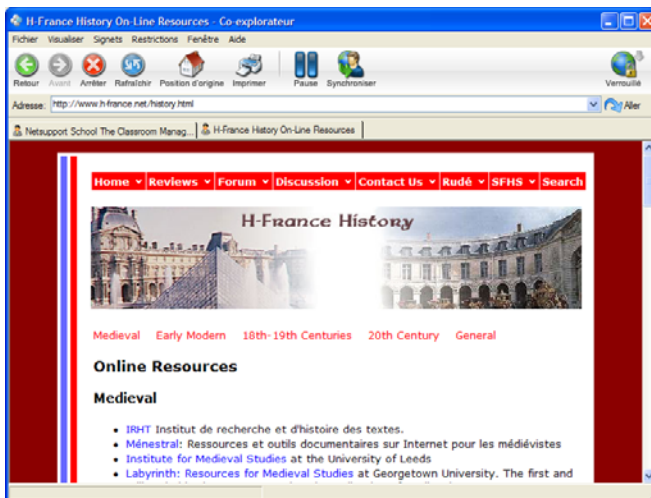 H-France History On-Line Resources - Co-explorateur
Fichier Visualiser Signets Restrictions Fenêtre Aide
Retour Avant Arrêter Rafraîchir Position d'origine Imprimer Pause Synchroniser Verrouillé
Adresse: http://www.h-france.net/history.html Aller
Netsupport School The Classroom Manag... H-France History On-Line Resources
Home Reviews Forum Discussion Contact Us Rudé SFHS Search
H-France History
Medieval Early Modern 18th-19th Centuries 20th Century General
Online Resources
Medieval
• IRHT Institut de recherche et d'histoire des textes.
• Ménestral: Ressources et outils documentaires sur Internet pour les médiévistes
• Institute for Medieval Studies at the University of Leeds
• Labyrinth: Resources for Medieval Studies at Georgetown University. The first and